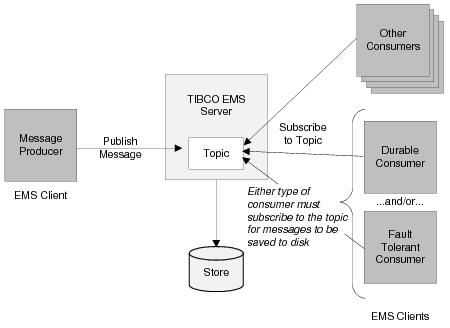 Other
Consumers
TIBCO EMS
Server
Message
Producer
Publish
Message
Topic
Subscribe
to Topic
Durable
Consumer
EMS Client
Either type of
consumer must
subscribe to the topic
for messages to be
saved to disk
...and/or...
Fault
Tolerant
Consumer
Store
EMS Clients